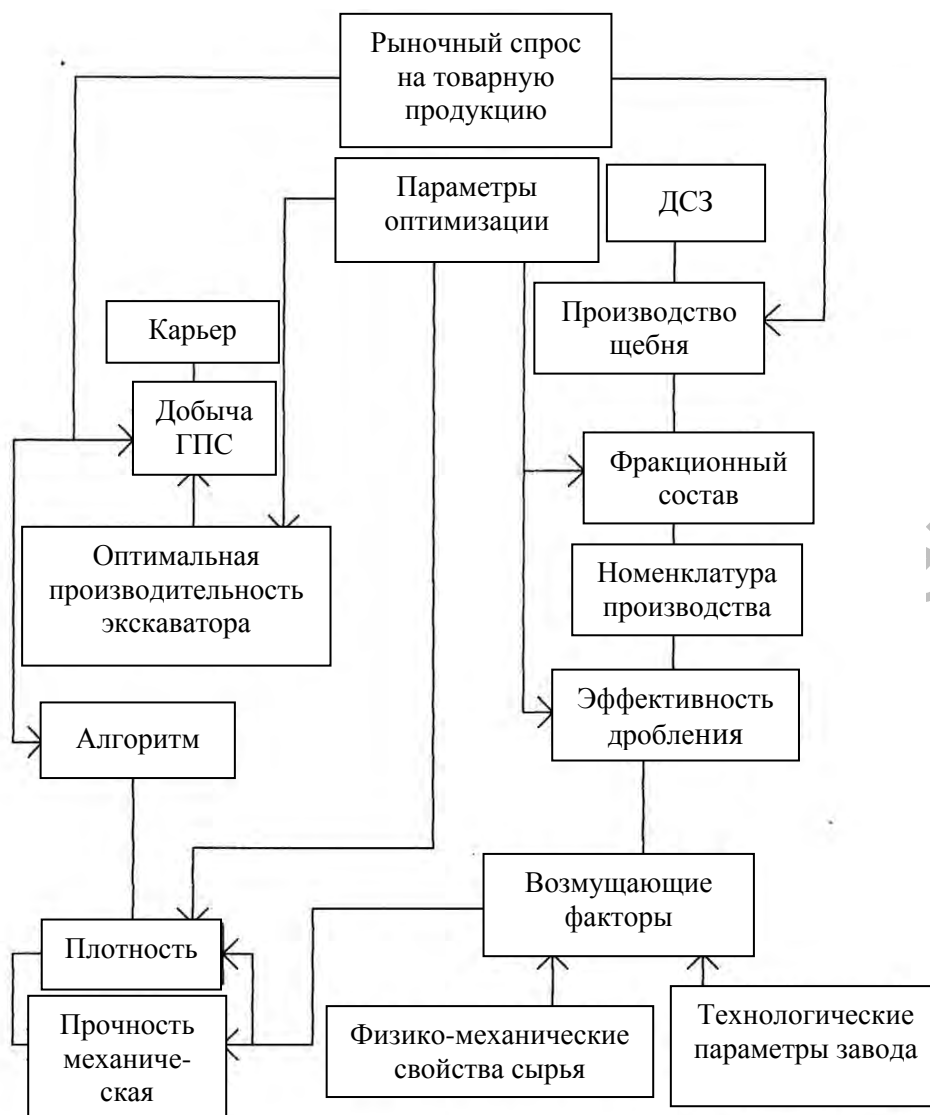 Рыночный спрос
на товарную
продукцию
Параметры
оптимизации
ДСЗ
Производство
щебня
Карьер
Добыча
ГПС
Фракционный
состав
Оптимальная
производительность
экскаватора
Номенклатура
производства
Эффективность
дробления
Алгоритм
Возмущающие
факторы
Плотность
Прочность
механиче-
ская
Физико-механические
свойства сырья
Технологические
параметры завода